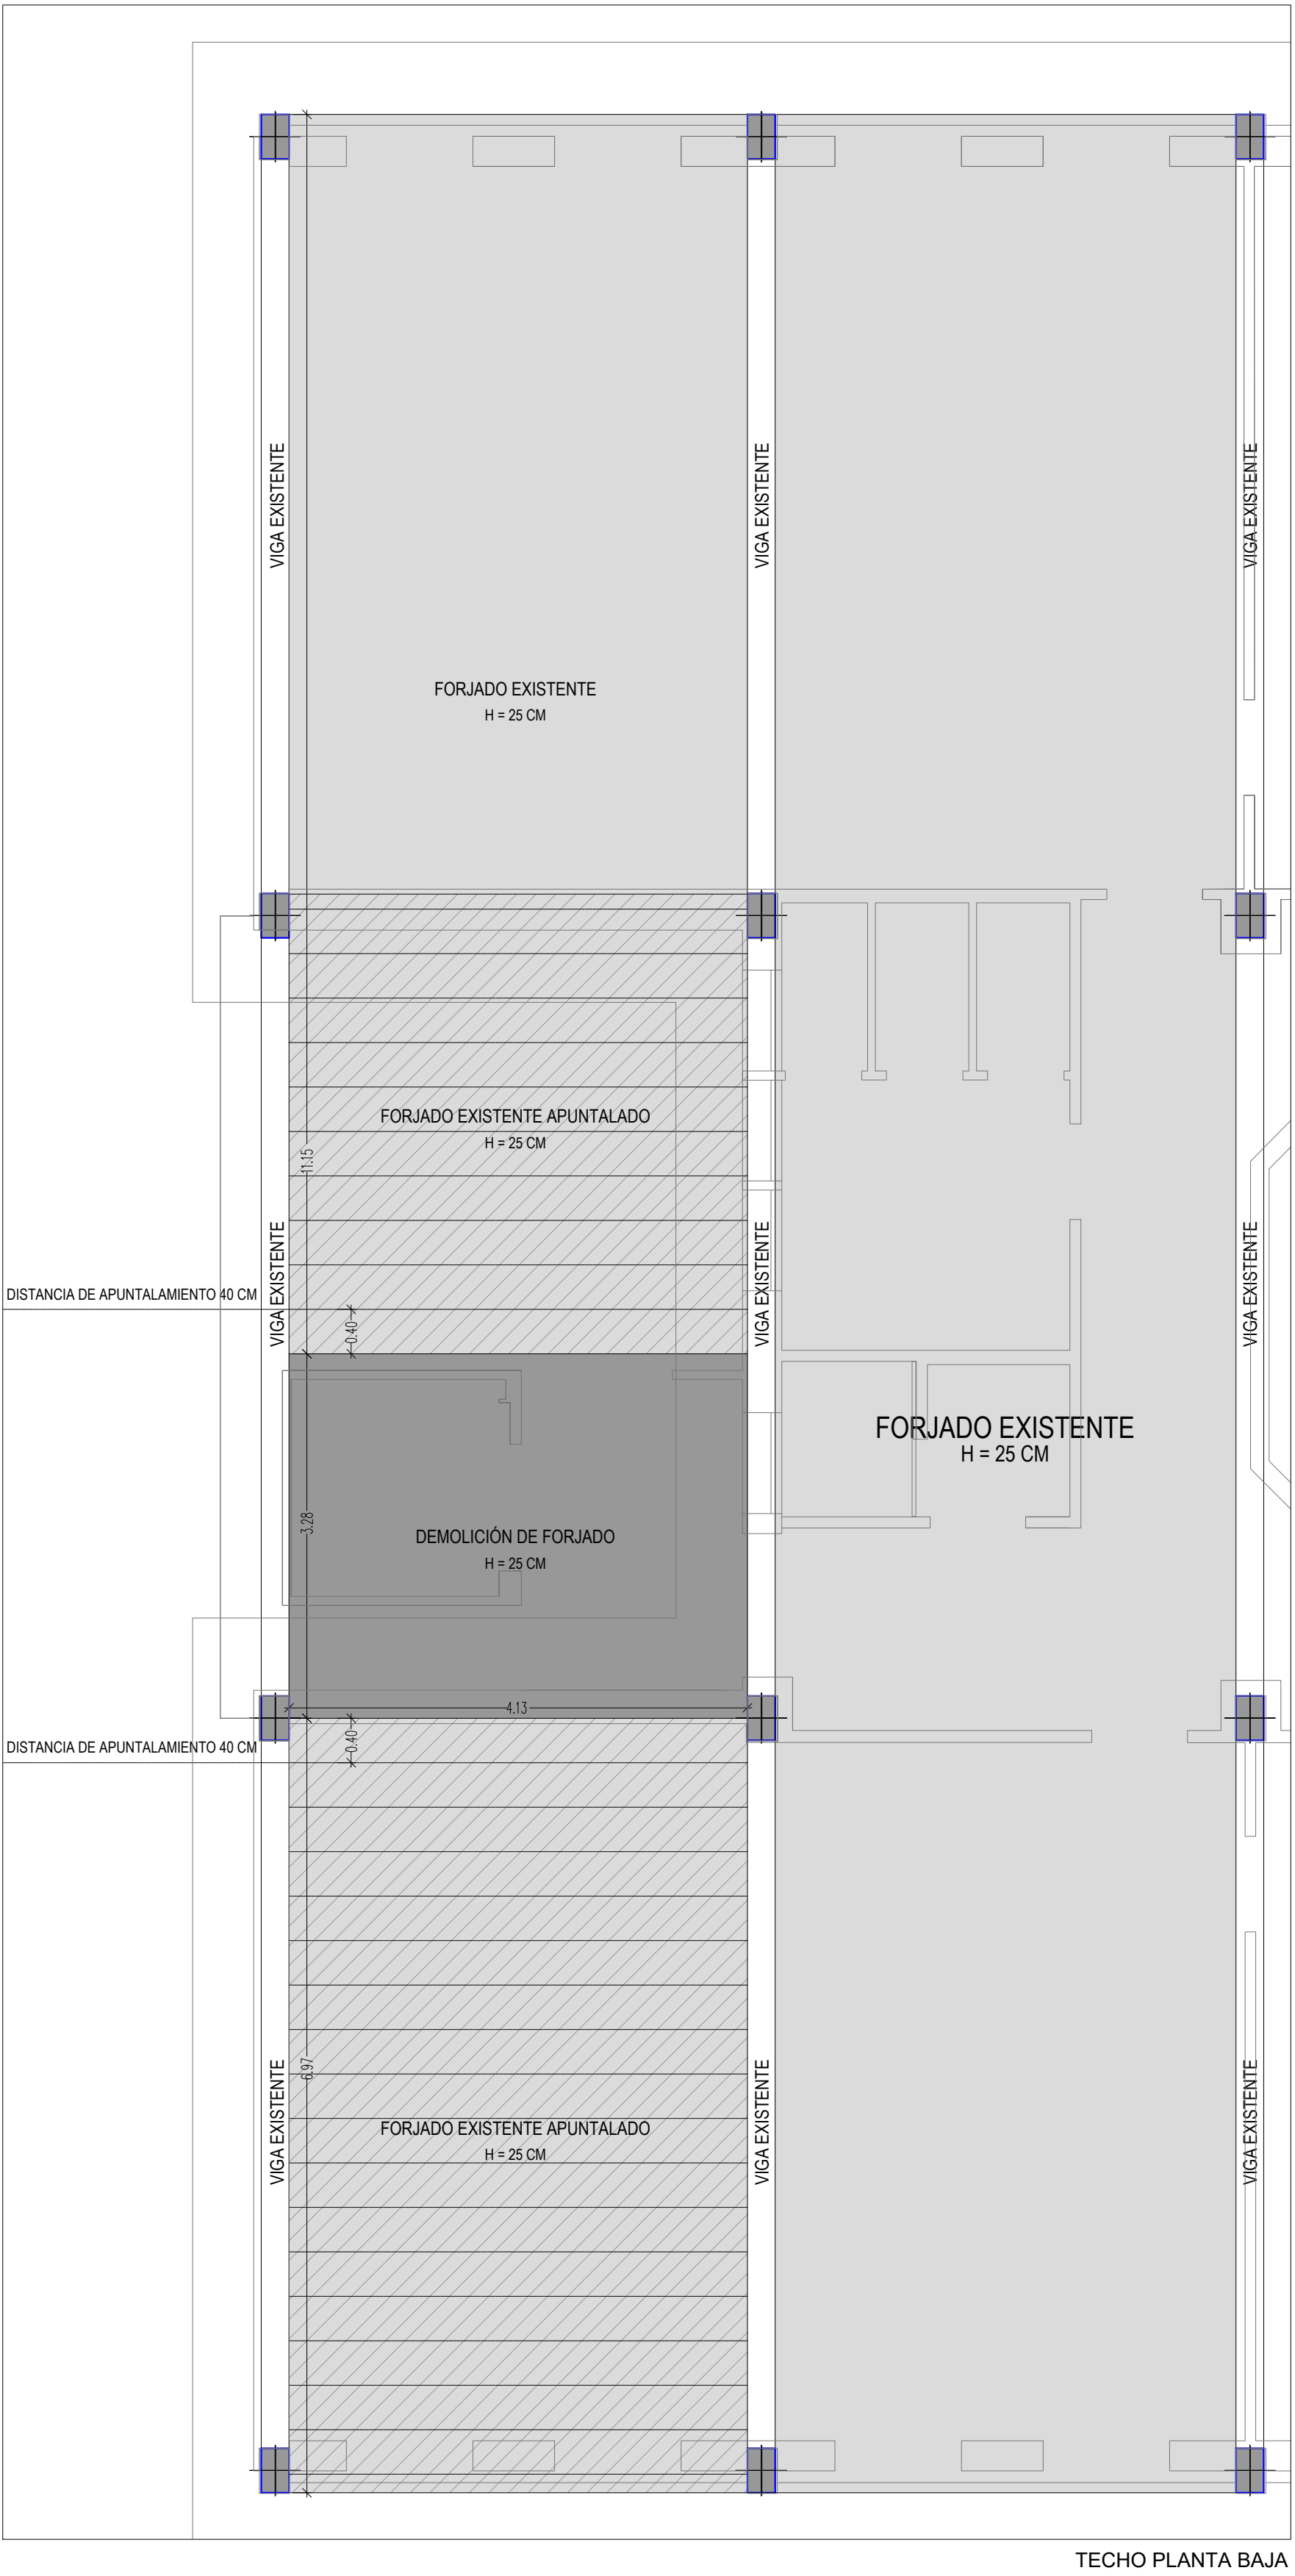 VIGA EXISTENTE
VIGA EXISTENTE
VIGA EXISTENTE
FORJADO EXISTENTE
H = 25 CM
FORJADO EXISTENTE APUNTALADO
H = 25 CM
11.15
VIGA EXISTENTE
VIGA EXISTENTE
VIGA EXISTENTE
DISTANCIA DE APUNTALAMIENTO 40 CM
0.40
FORJADO EXISTENTE
H = 25 CM
3.28
DEMOLICIÓN DE FORJADO
H = 25 CM
4.13
DISTANCIA DE APUNTALAMIENTO 40 CM
0.40
6.97
VIGA EXISTENTE
VIGA EXISTENTE
VIGA EXISTENTE
FORJADO EXISTENTE APUNTALADO
H = 25 CM
TECHO PLANTA BAJA